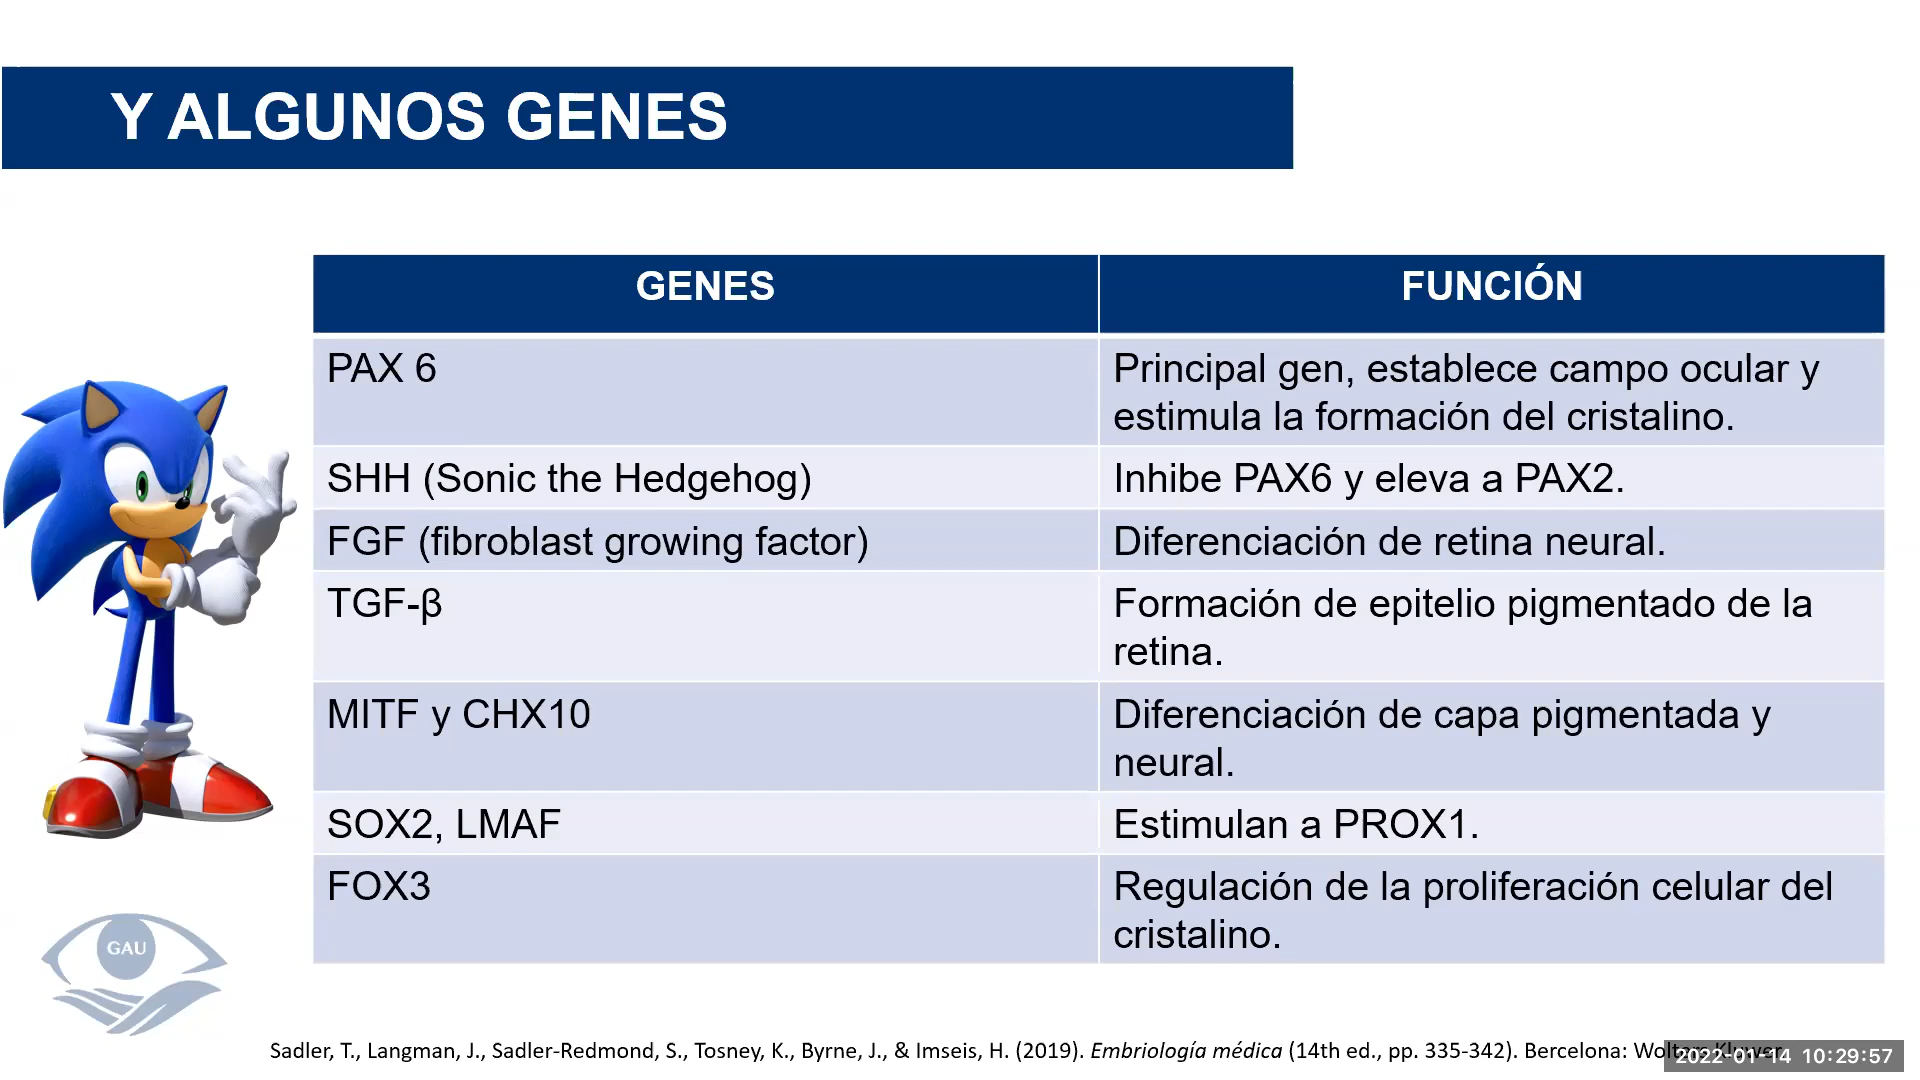 Y ALGUNOS GENES
GENES
FUNCIÓN
PAX 6
Principal gen, establece campo ocular y
estimula la formación del cristalino.
SHH (Sonic the Hedgehog)
Inhibe PAX6 y eleva a PAX2.
FGF (fibroblast growing factor)
Diferenciación de retina neural.
TGF-β
Formación de epitelio pigmentado de la
retina.
MITF y CHX10
Diferenciación de capa pigmentada y
neural.
SOX2, LMAF
Estimulan a PROX1.
FOX3
Regulación de la proliferación celular del
cristalino.
GAU
Sadler, T., Langman, J., Sadler-Redmond, S., Tosney, K., Byrne, J., & Imseis, H. (2019). Embriología médica (14th ed., pp. 335-342). Bercelona: Wolters Kluwer
2022-01-14 10:29:57